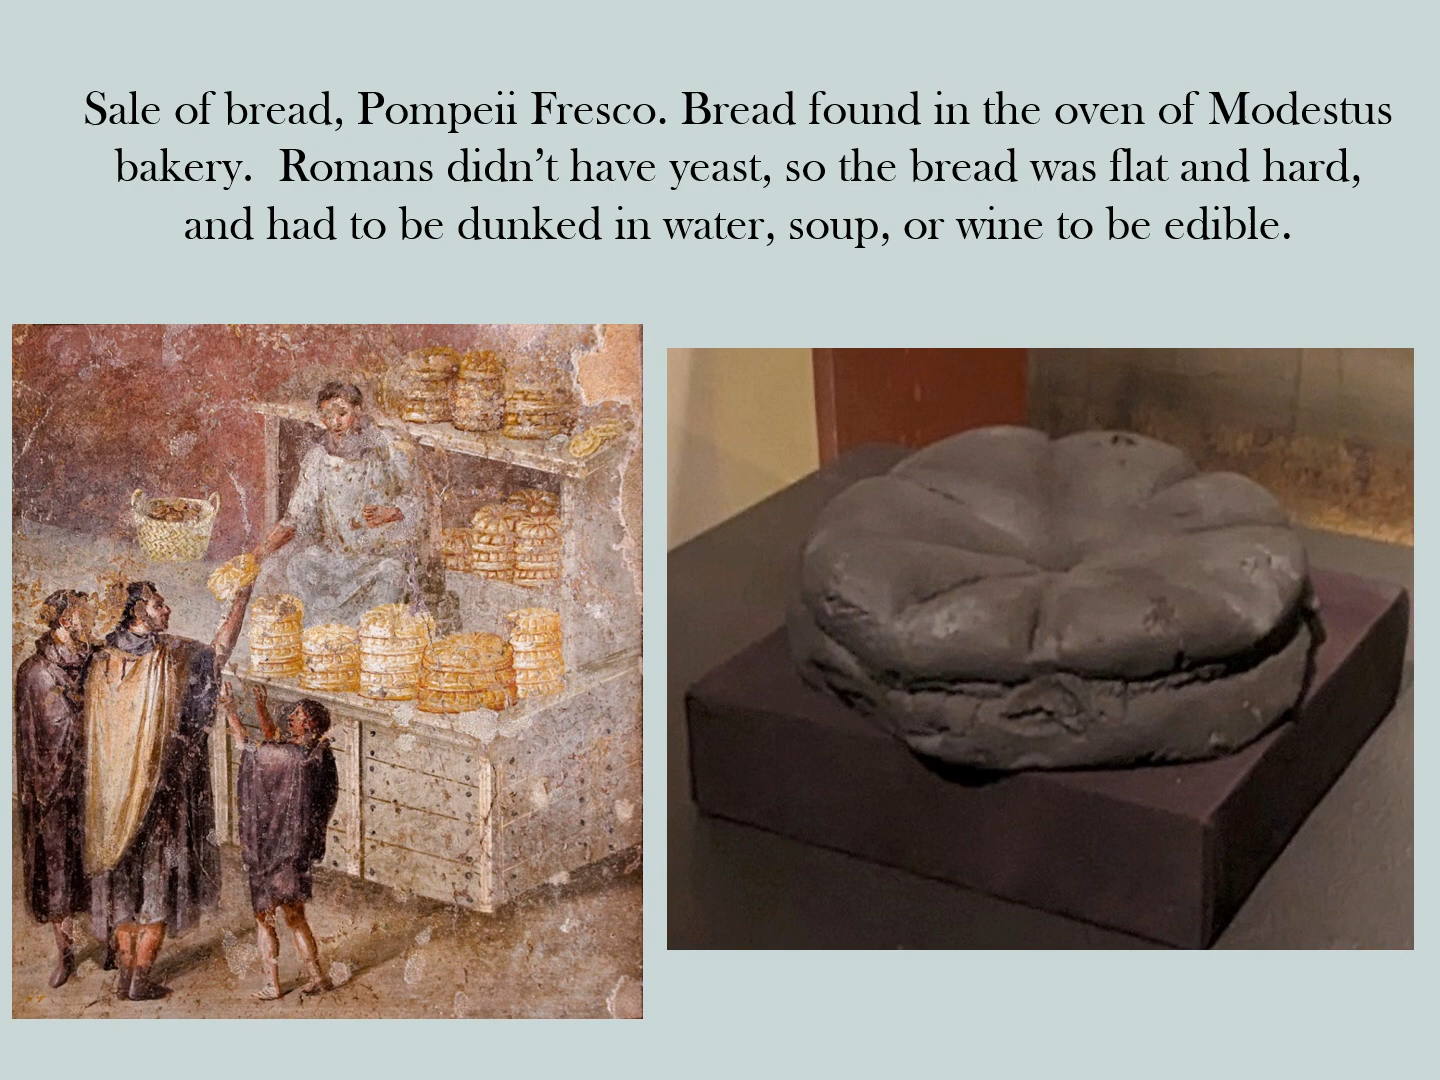 Sale of bread, Pompeii Fresco. Bread found in the oven of Modestus
bakery.  Romans didn’t have yeast, so the bread was flat and hard,
and had to be dunked in water, soup, or wine to be edible.